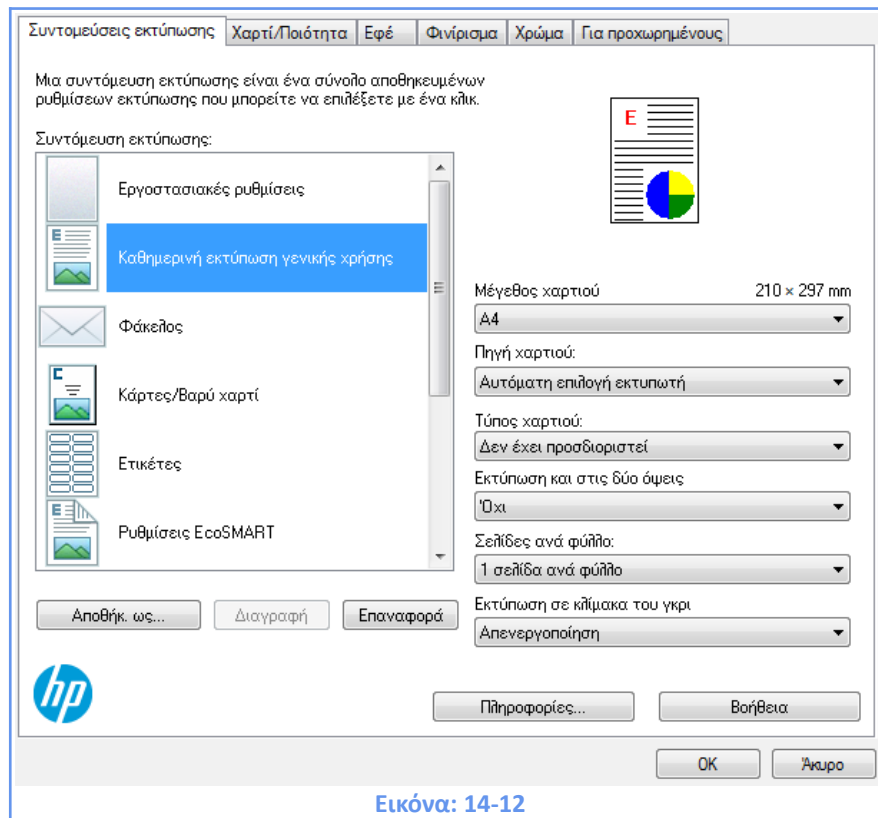 Συντομεύσεις εκτύπωσης Χαρτί/Ποιότητα Εφέ Φινίρισμα Χρώμα Για προχωρημένους
Μια συντόμευση εκτύπωσης είναι ένα σύνολο αποθηκευμένων
ρυθμίσεων εκτύπωσης που μπορείτε να επιλέξετε με ένα κλικ.
Συντόμευση εκτύπωσης:
Εργοστασιακές ρυθμίσεις
Καθημερινή εκτύπωση γενικής χρήσης
Φάκελος
Κάρτες/Βαρύ χαρτί
Ετικέτες
Ρυθμίσεις EcoSMART
Αποθήκ. ως... Διαγραφή Επαναφορά
E
Μέγεθος χαρτιού 210 × 297 mm
A4
Πηγή χαρτιού:
Αυτόματη επιλογή εκτυπωτή
Τύπος χαρτιού:
Δεν έχει προσδιοριστεί
Εκτύπωση και στις δύο όψεις
Όχι
Σελίδες ανά φύλλο:
1 σελίδα ανά φύλλο
Εκτύπωση σε κλίμακα του γκρι
Απενεργοποίηση
hp
Πληροφορίες... Βοήθεια
OK Άκυρο
Εικόνα: 14-12